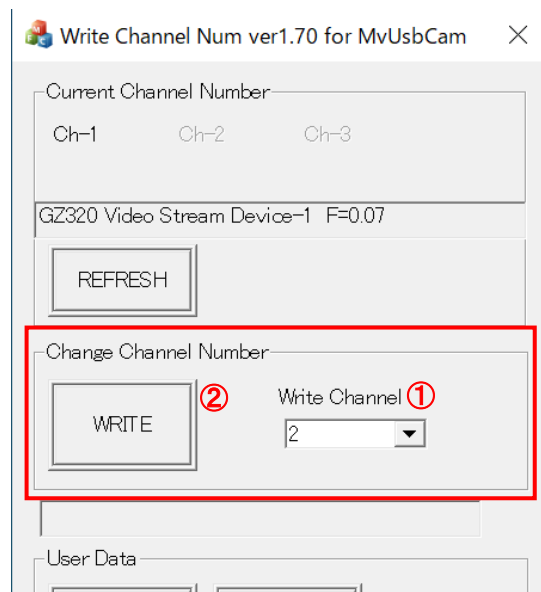 Write Channel Num ver1.70 for MvUsbCam
Current Channel Number
Ch-1 Ch-2 Ch-3
GZ320 Video Stream Device-1 F=0.07
REFRESH
Change Channel Number
② Write Channel ①
WRITE
2
User Data